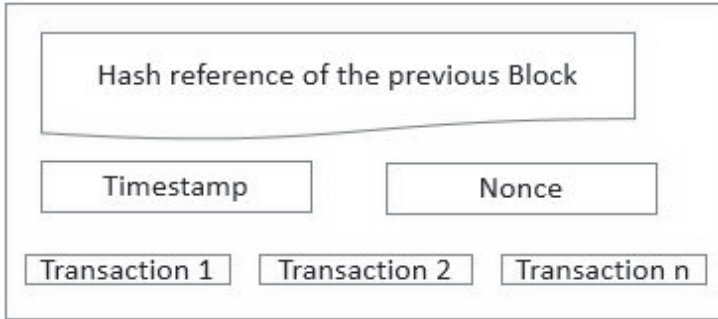 Hash reference of the previous Block
Timestamp
Nonce
Transaction 1
Transaction 2
Transaction n